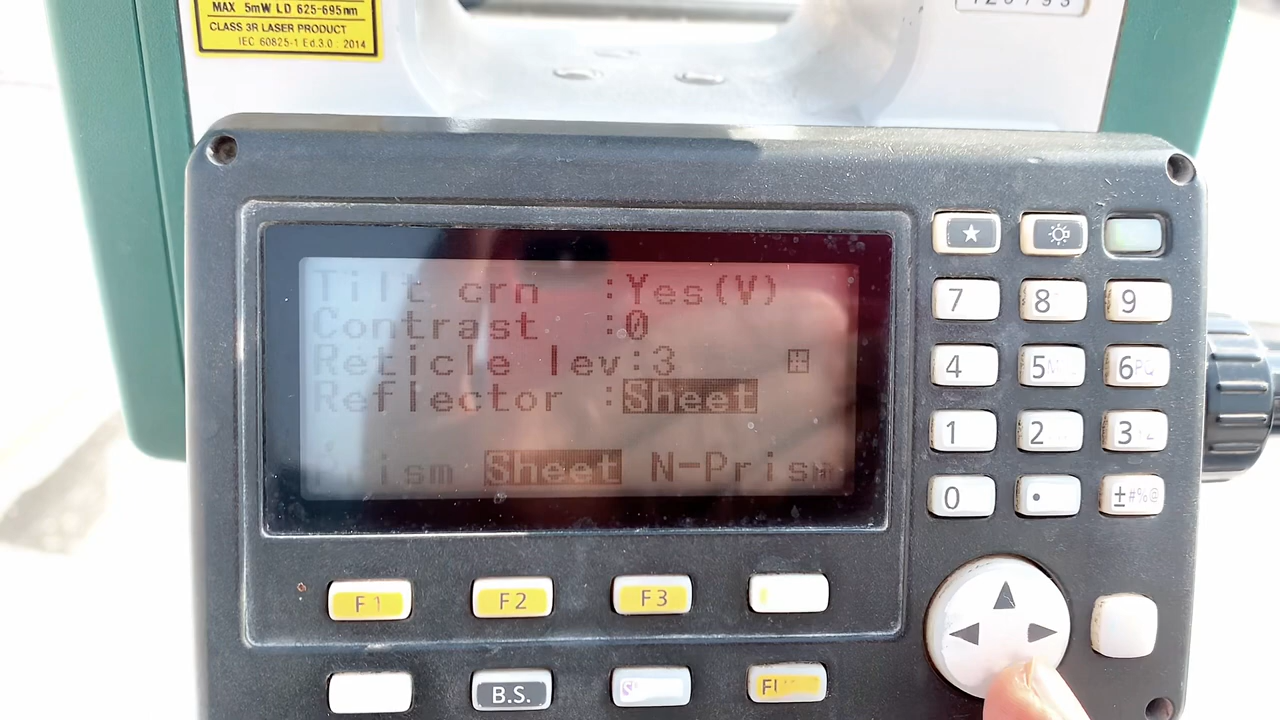 MAX 5mW LD 625-695nm
CLASS 3R LASER PRODUCT
IEC 60825-1 Ed.3.0 : 2014
Tilt crn :Yes(V)
Contrast :0
Reticle lev:3
Reflector :Sheet
Prism Sheet N-Prism
7 8 9
4 5 6PQ
1 2 3
0 . ±#%@
F1 F2 F3
B.S.